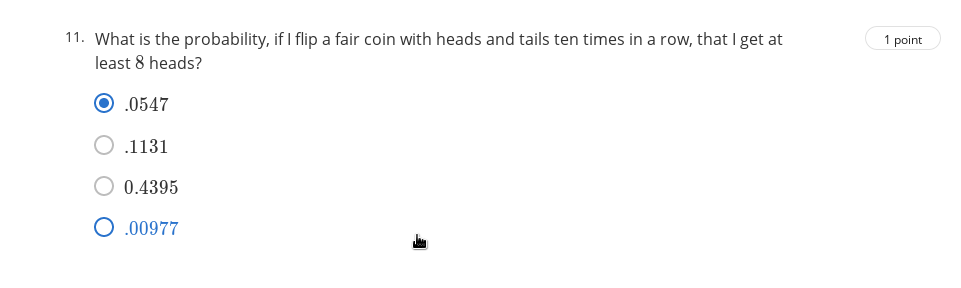 11. What is the probability, if I flip a fair coin with heads and tails ten times in a row, that I get at
least 8 heads?
1 point
.0547
.1131
0.4395
.00977